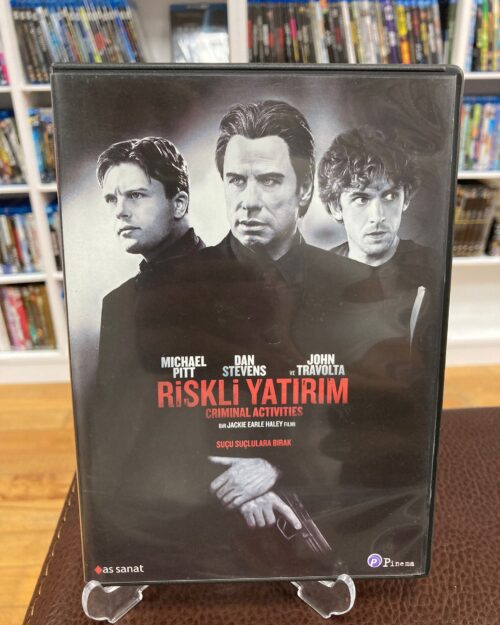 MICHAEL PITT
DAN STEVENS
ve JOHN TRAVOLTA
RİSKLİ YATIRIM
CRIMINAL ACTIVITIES
BİR JACKIE EARLE HALEY FİLMİ
SUÇU SUÇLULARA BIRAK
as sanat
P Pinema